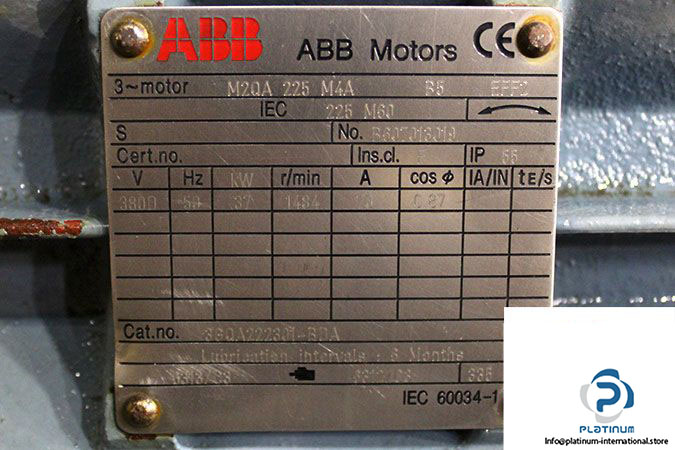 ABB ABB Motors CE
3~motor M2QA 225 M4A B5 EFF2
IEC 225 M60
S No.
Cert.no. Ins.cl. IP 55
V Hz kW r/min A cos φ IA/IN tE/s
380D 50 37 1484 0.87
Cat.no.
Lubrication intervals : 6 Months
335
IEC 60034-1
PLATINUM
Info@platinum-international.store